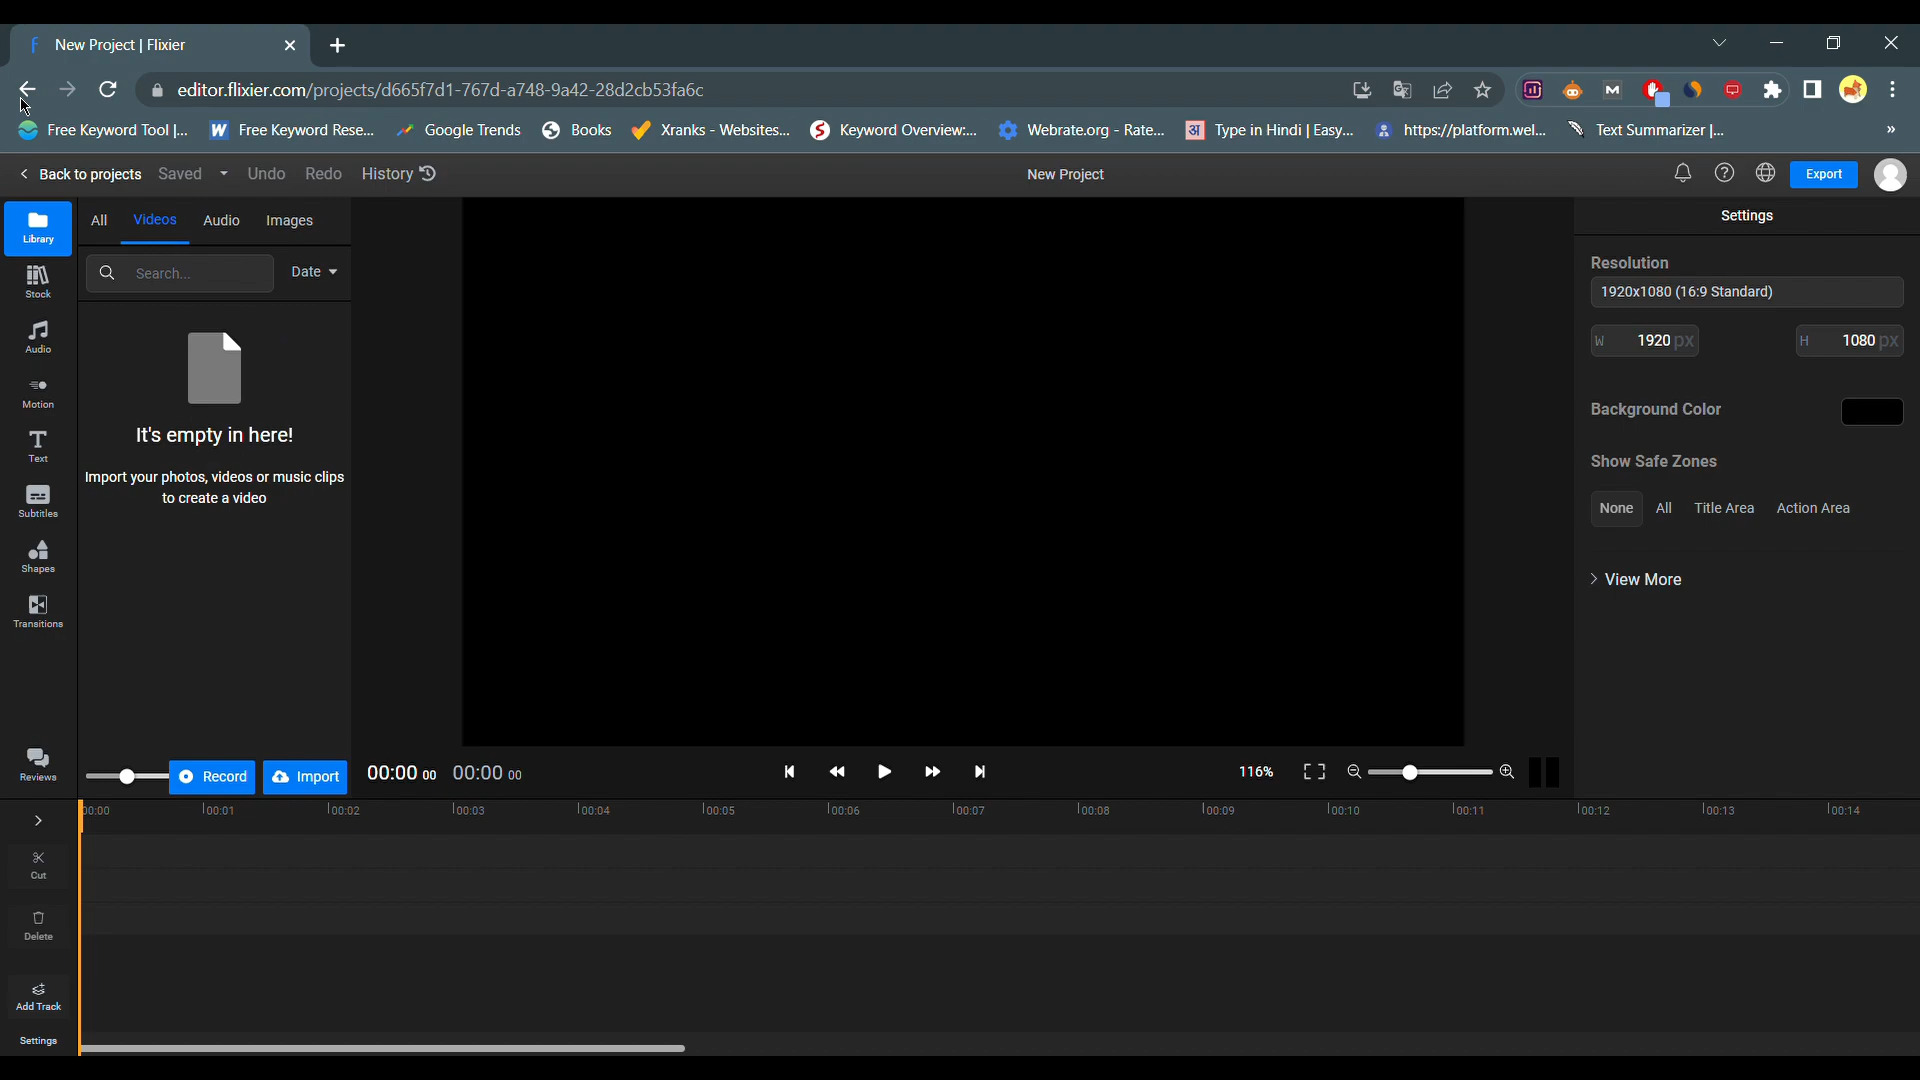 New Project | Flixier
editor.flixier.com/projects/d665f7d1-767d-a748-9a42-28d2cb53fa6c
Free Keyword Tool |...
Free Keyword Rese...
Google Trends
Books
Xranks - Websites...
Keyword Overview:...
Webrate.org - Rate...
Type in Hindi | Easy...
https://platform.wel...
Text Summarizer |...
Back to projects
Saved
Undo
Redo
History
New Project
Export
Library
Stock
Audio
Motion
Text
Subtitles
Shapes
Transitions
Reviews
All
Videos
Audio
Images
Search...
Date
It's empty in here!
Import your photos, videos or music clips
to create a video
Record
Import
00:00 00
00:00 00
116%
Settings
Resolution
1920x1080 (16:9 Standard)
W 1920 px
H 1080 px
Background Color
Show Safe Zones
None
All
Title Area
Action Area
View More
00:00
00:01
00:02
00:03
00:04
00:05
00:06
00:07
00:08
00:09
00:10
00:11
00:12
00:13
00:14
Cut
Delete
Add Track
Settings